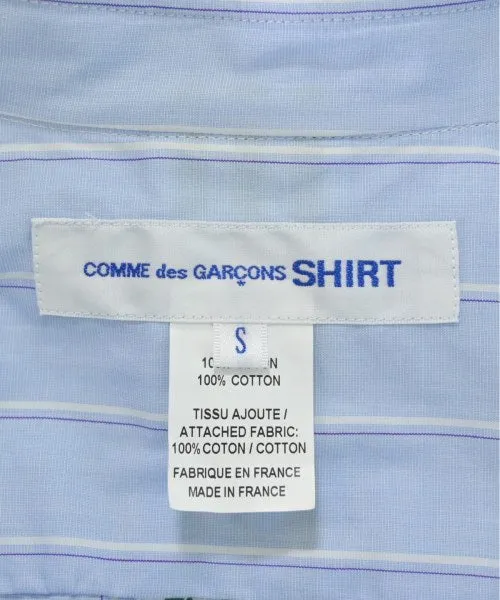 COMME des GARÇONS SHIRT
S
100% COTTON
TISSU AJOUTE /
ATTACHED FABRIC:
100% COTON / COTTON
FABRIQUE EN FRANCE
MADE IN FRANCE